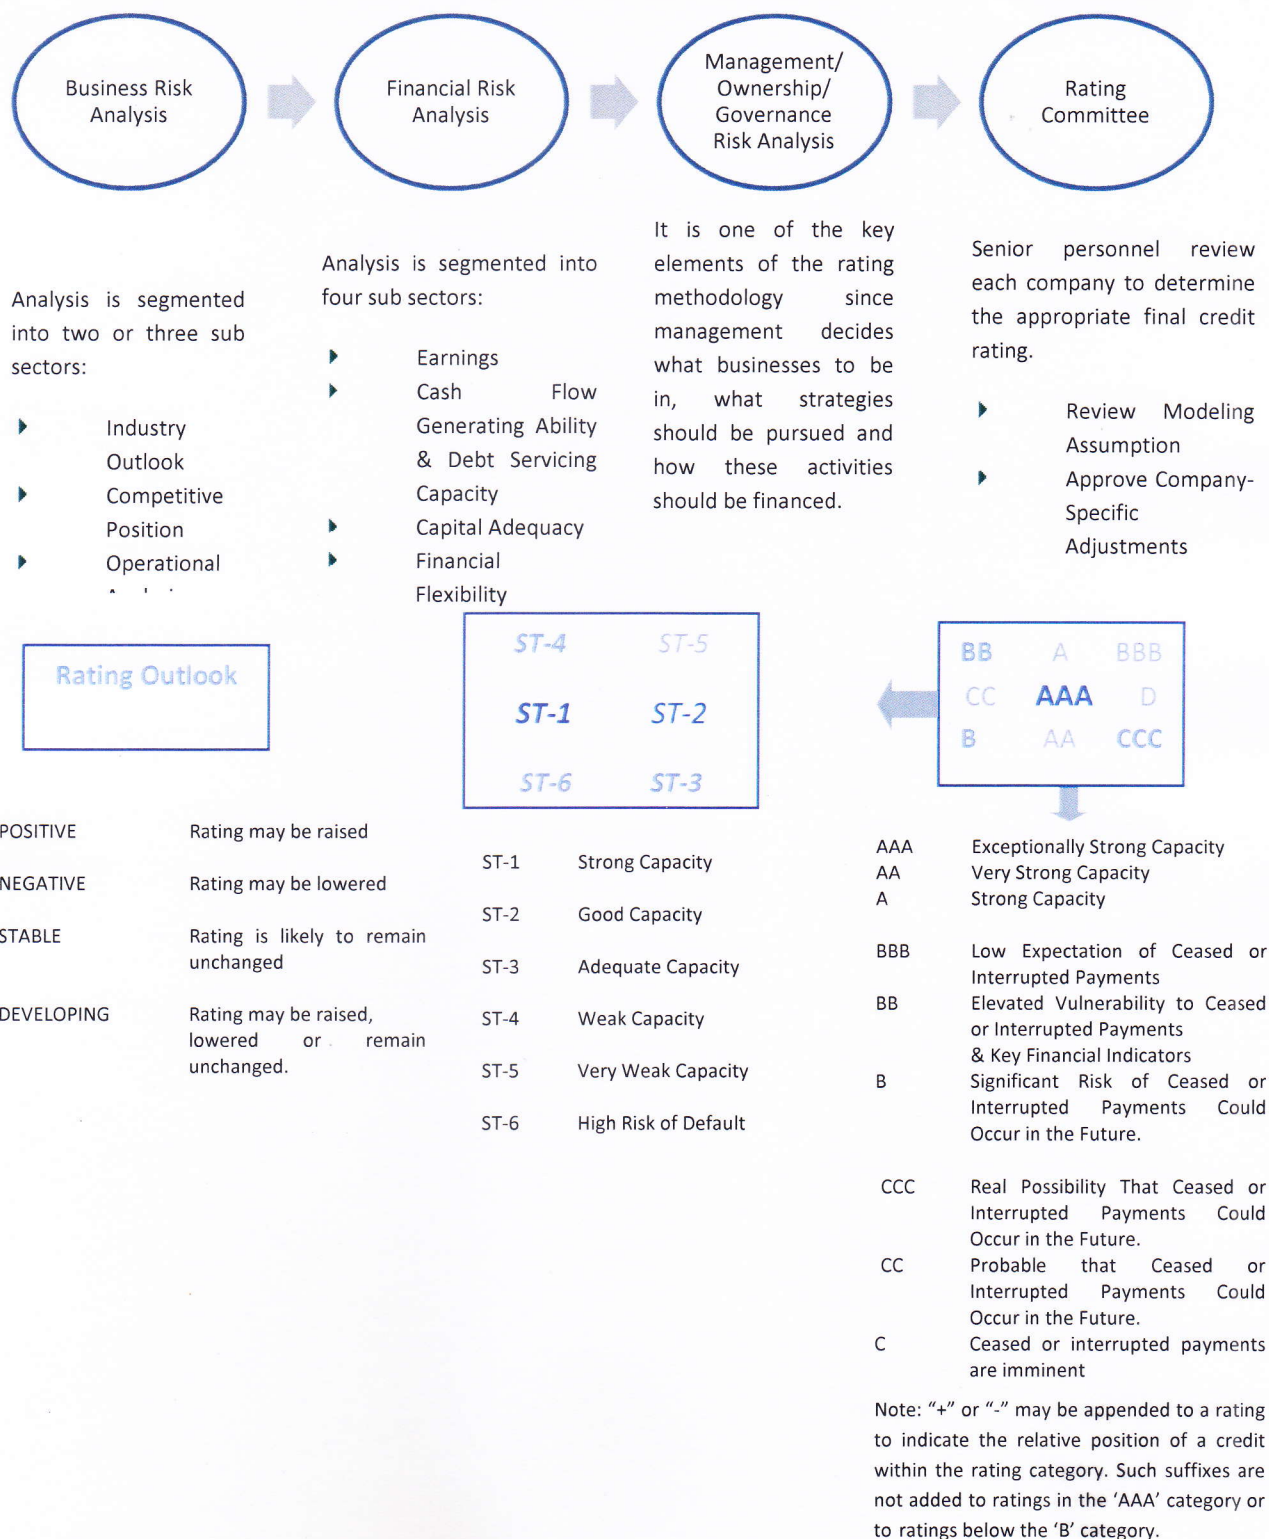 Business Risk
Analysis
Financial Risk
Analysis
Management/
Ownership/
Governance
Risk Analysis
Rating
Committee
Analysis is segmented
into two or three sub
sectors:
Industry
Outlook
Competitive
Position
Operational
Analysis is segmented into
four sub sectors:
Earnings
Cash Flow
Generating Ability
& Debt Servicing
Capacity
Capital Adequacy
Financial
Flexibility
It is one of the key
elements of the rating
methodology since
management decides
what businesses to be
in, what strategies
should be pursued and
how these activities
should be financed.
Senior personnel review
each company to determine
the appropriate final credit
rating.
Review Modeling
Assumption
Approve Company-
Specific
Adjustments
Rating Outlook
ST-4 ST-5
ST-1 ST-2
ST-6 ST-3
BB A BBB
CC AAA D
B AA CCC
POSITIVE Rating may be raised
NEGATIVE Rating may be lowered
STABLE Rating is likely to remain
unchanged
DEVELOPING Rating may be raised,
lowered or remain
unchanged.
ST-1 Strong Capacity
ST-2 Good Capacity
ST-3 Adequate Capacity
ST-4 Weak Capacity
ST-5 Very Weak Capacity
ST-6 High Risk of Default
AAA Exceptionally Strong Capacity
AA Very Strong Capacity
A Strong Capacity
BBB Low Expectation of Ceased or
Interrupted Payments
BB Elevated Vulnerability to Ceased
or Interrupted Payments
& Key Financial Indicators
B Significant Risk of Ceased or
Interrupted Payments Could
Occur in the Future.
CCC Real Possibility That Ceased or
Interrupted Payments Could
Occur in the Future.
CC Probable that Ceased or
Interrupted Payments Could
Occur in the Future.
C Ceased or interrupted payments
are imminent
Note: "+" or "-" may be appended to a rating
to indicate the relative position of a credit
within the rating category. Such suffixes are
not added to ratings in the 'AAA' category or
to ratings below the 'B' category.